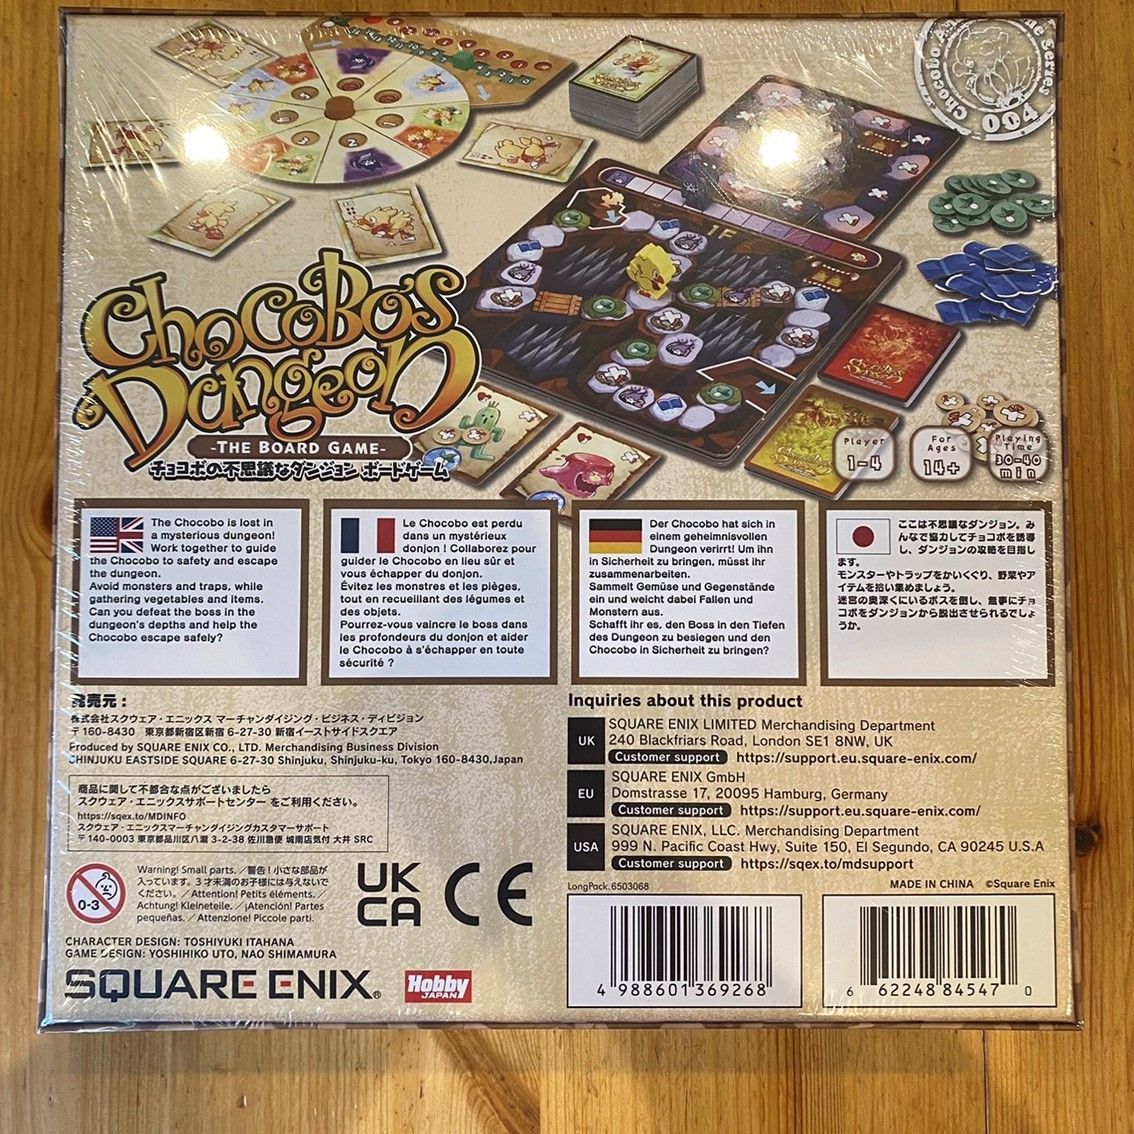 004
1F
Chocobo's
Dungeon
-THE BOARD GAME-
チョコボの不思議なダンジョン ボードゲーム
Player
1-4
For
Ages
14+
Playing
Time
30-40
min
The Chocobo is lost in
a mysterious dungeon!
Work together to guide
the Chocobo to safety and escape
the dungeon.
Avoid monsters and traps, while
gathering vegetables and items.
Can you defeat the boss in the
dungeon's depths and help the
Chocobo escape safely?
Le Chocobo est perdu
dans un mystérieux
donjon ! Collaborez pour
guider le Chocobo en lieu sûr et
vous échapper du donjon.
Évitez les monstres et les pièges,
tout en recueillant des légumes et
des objets.
Pourrez-vous vaincre le boss dans
les profondeurs du donjon et aider
le Chocobo à s'échapper en toute
sécurité ?
Der Chocobo hat sich in
einem geheimnisvollen
Dungeon verirrt! Um ihn
in Sicherheit zu bringen, müsst ihr
zusammenarbeiten.
Sammelt Gemüse und Gegenstände
ein und weicht dabei Fallen und
Monstern aus.
Schafft ihr es, den Boss in den Tiefen
des Dungeon zu besiegen und den
Chocobo in Sicherheit zu bringen?
ここは不思議なダンジョン。み
んなで協力してチョコボを誘導
し、ダンジョンの攻略を目指し
ます。
モンスターやトラップをかいくぐり、野菜やア
イテムを拾い集めましょう。
迷宮の奥深くにいるボスを倒し、無事にチョ
コボをダンジョンから脱出させられるでしょ
うか。
発売元：
株式会社スクウェア・エニックス マーチャンダイジング・ビジネス・ディビジョン
〒160-8430 東京都新宿区新宿 6-27-30 新宿イーストサイドスクエア
Produced by SQUARE ENIX CO., LTD. Merchandising Business Division
SHINJUKU EASTSIDE SQUARE 6-27-30 Shinjuku, Shinjuku-ku, Tokyo 160-8430,Japan
商品に関して不都合な点がございましたら
スクウェア・エニックスサポートセンター をご利用ください。
https://sqex.to/MDINFO
スクウェア・エニックスマーチャンダイジングカスタマーサポート
〒140-0003 東京都品川区八潮 3-2-38 佐川急便 城南店気付 大井 SRC
0-3
Warning! Small parts.／警告！小さな部品が
入っています。3 才未満のお子様には与えないで
ください。／Attention! Petits éléments.／
Achtung! Kleinteile.／¡Atención! Partes
pequeñas.／Attenzione! Piccole parti.
UK
CA
CE
CHARACTER DESIGN: TOSHIYUKI ITAHANA
GAME DESIGN: YOSHIHIKO UTO, NAO SHIMAMURA
SQUARE ENIX®
Hobby
JAPAN
Inquiries about this product
UK
SQUARE ENIX LIMITED Merchandising Department
240 Blackfriars Road, London SE1 8NW, UK
Customer support https://support.eu.square-enix.com/
EU
SQUARE ENIX GmbH
Domstrasse 17, 20095 Hamburg, Germany
Customer support https://support.eu.square-enix.com/
USA
SQUARE ENIX, LLC. Merchandising Department
999 N. Pacific Coast Hwy, Suite 150, El Segundo, CA 90245 U.S.A
Customer support https://sqex.to/mdsupport
LongPack.6503068
MADE IN CHINA ©Square Enix
4 988601 369268
6 62248 84547 0